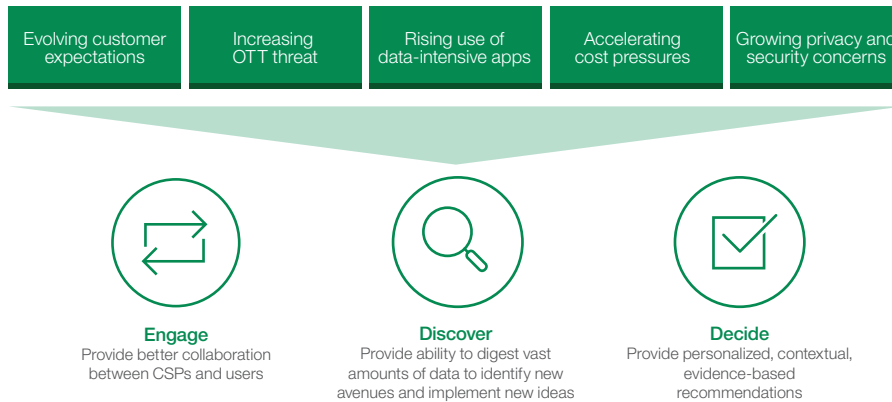 Evolving customer
expectations
Increasing
OTT threat
Rising use of
data-intensive apps
Accelerating
cost pressures
Growing privacy and
security concerns
Engage
Provide better collaboration
between CSPs and users
Discover
Provide ability to digest vast
amounts of data to identify new
avenues and implement new ideas
Decide
Provide personalized, contextual,
evidence-based
recommendations